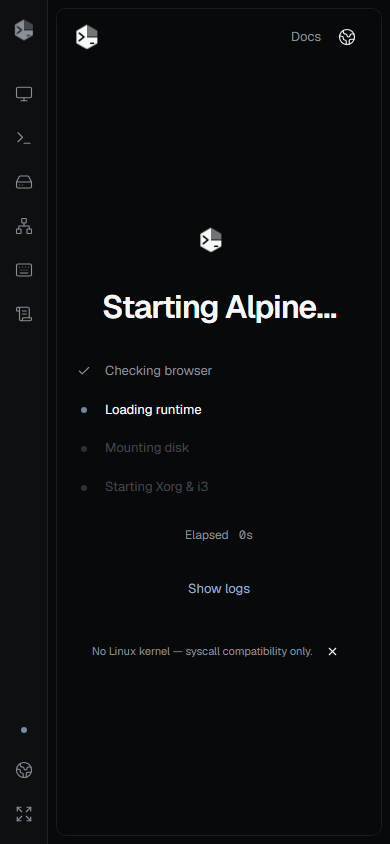 Docs
Starting Alpine...
Checking browser
Loading runtime
Mounting disk
Starting Xorg & i3
Elapsed 0s
Show logs
No Linux kernel — syscall compatibility only.